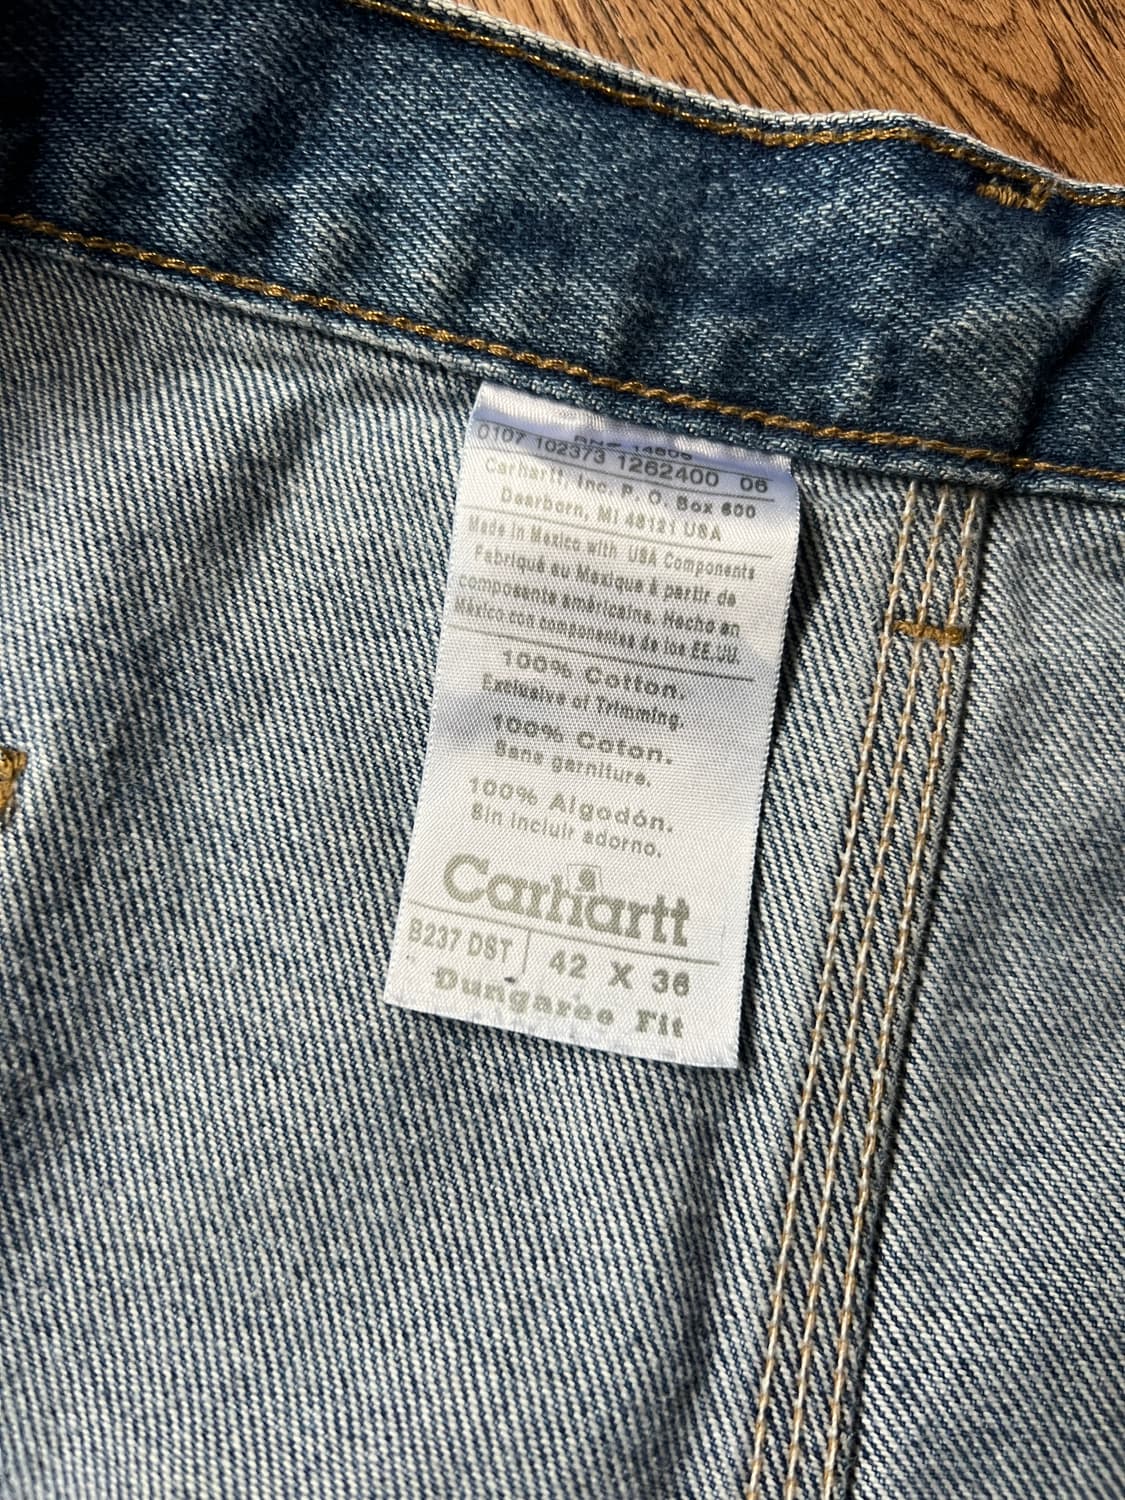 RN# 14806
0107 102373 1262400 06
Carhartt, Inc. P. O. Box 600
Dearborn, MI 48121 USA
Made in Mexico with USA Components
Fabriqué au Mexique à partir de
composants américains. Hecho en
México con componentes de los EE.UU.
100% Cotton.
Exclusive of Trimming.
100% Coton.
Sans garniture.
100% Algodón.
Sin incluir adorno.
Carhartt
B237 DST 42 X 36
Dungaree Fit